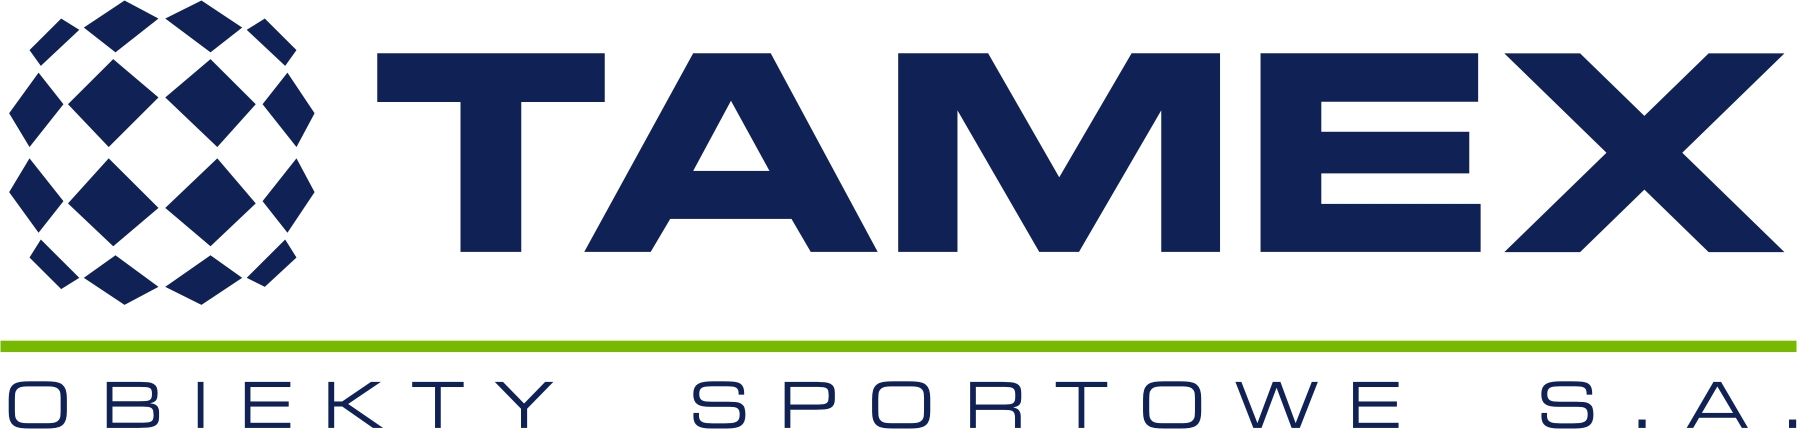 TAMEX
OBIEKTY SPORTOWE S.A.